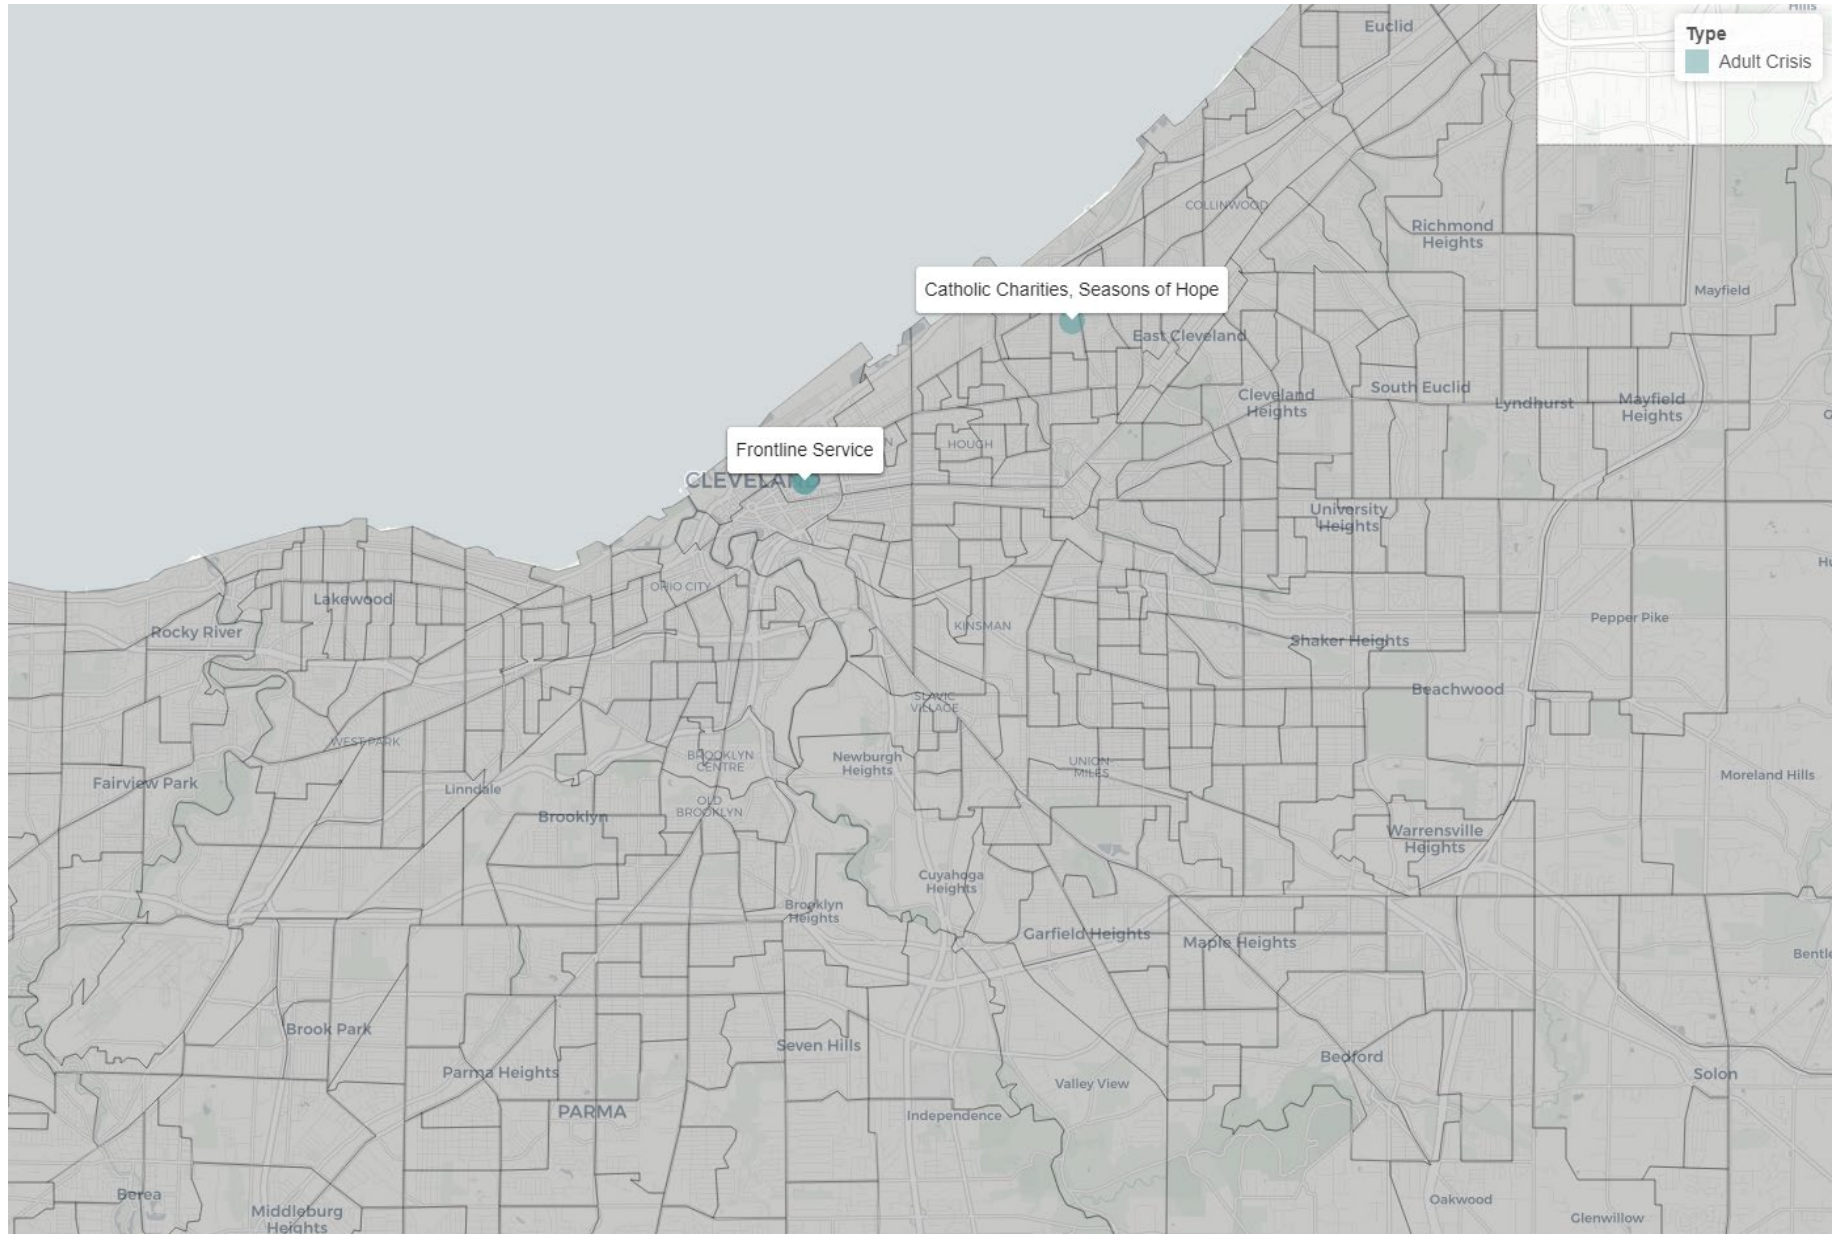 Hills
Type
Adult Crisis
Euclid
COLLINWOOD
Richmond
Heights
Mayfield
Catholic Charities, Seasons of Hope
East Cleveland
South Euclid
Cleveland
Heights
Lyndhurst
Mayfield
Heights
HOUGH
Frontline Service
University
Heights
Lakewood
OHIO CITY
Rocky River
KINSMAN
Pepper Pike
Shaker Heights
Beachwood
SLAVIC
VILLAGE
WEST PARK
BROOKLYN
CENTRE
Newburgh
Heights
UNION-
MILES
Fairview Park
Linndale
Moreland Hills
OLD
BROOKLYN
Brooklyn
Warrensville
Heights
Cuyahoga
Heights
Brooklyn
Heights
Garfield Heights
Maple Heights
Brook Park
Seven Hills
Bedford
Parma Heights
Valley View
Solon
PARMA
Independence
Berea
Oakwood
Middleburg
Heights
Glenwillow